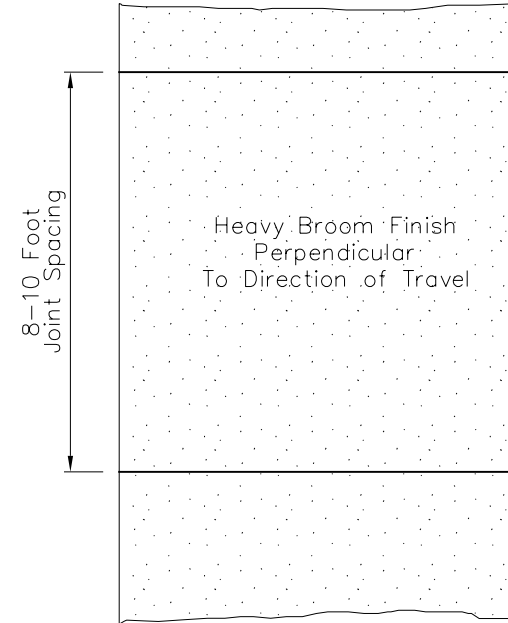 8-10 Foot
Joint Spacing
Heavy Broom Finish
Perpendicular
To Direction of Travel